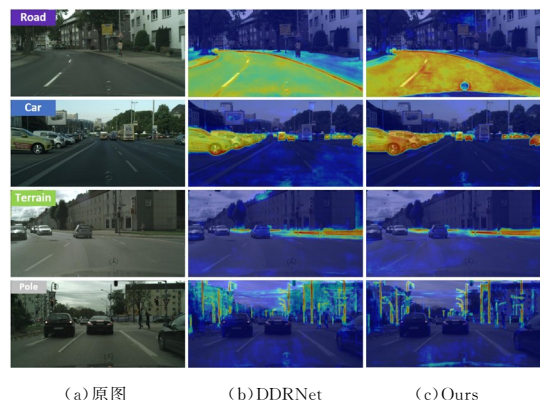 Road
Car
Terrain
Pole
(a)原图 (b)DDRNet (c)Ours